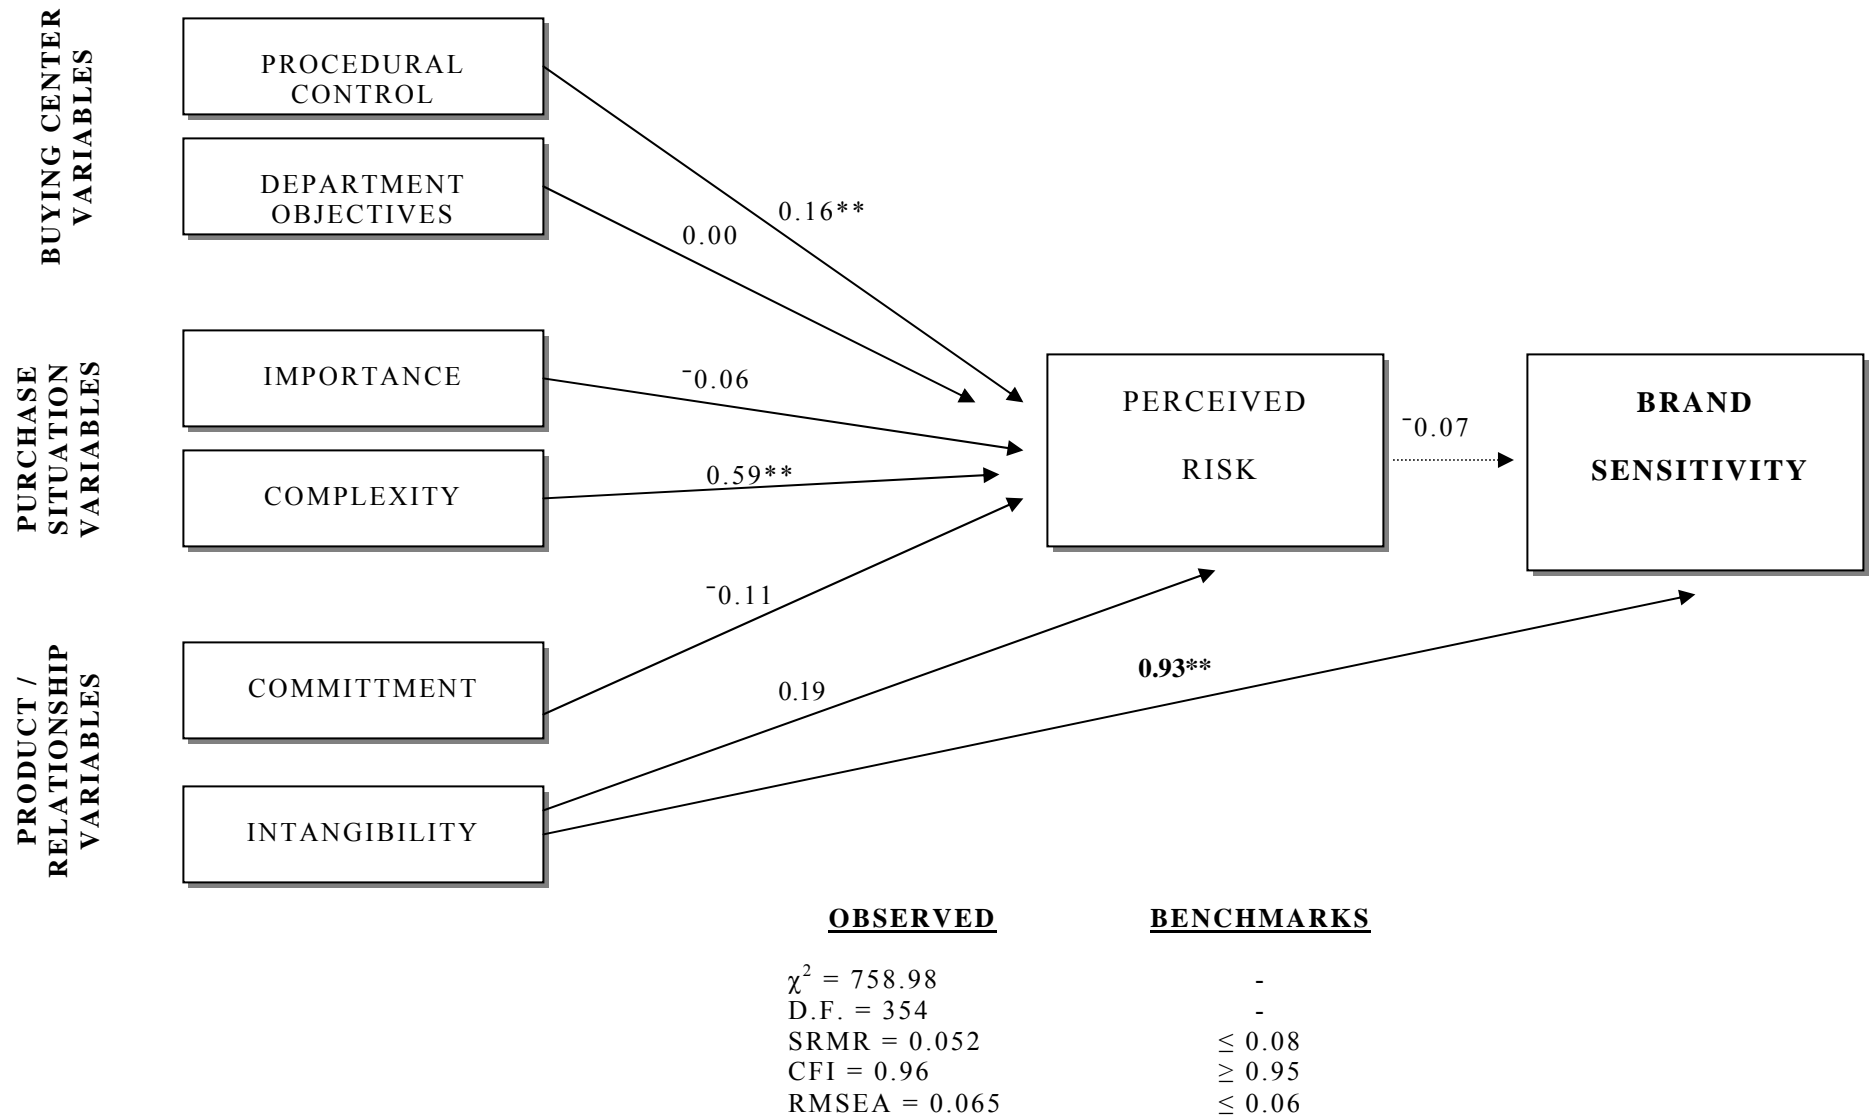 BUYING CENTER
VARIABLES
PROCEDURAL
CONTROL
DEPARTMENT
OBJECTIVES
0.16**
0.00
PURCHASE
SITUATION
VARIABLES
IMPORTANCE
COMPLEXITY
¯0.06
0.59**
PERCEIVED
RISK
¯0.07
BRAND
SENSITIVITY
PRODUCT /
RELATIONSHIP
VARIABLES
COMMITTMENT
INTANGIBILITY
¯0.11
0.19
0.93**
OBSERVED BENCHMARKS
χ² = 758.98 -
D.F. = 354 -
SRMR = 0.052 ≤ 0.08
CFI = 0.96 ≥ 0.95
RMSEA = 0.065 ≤ 0.06